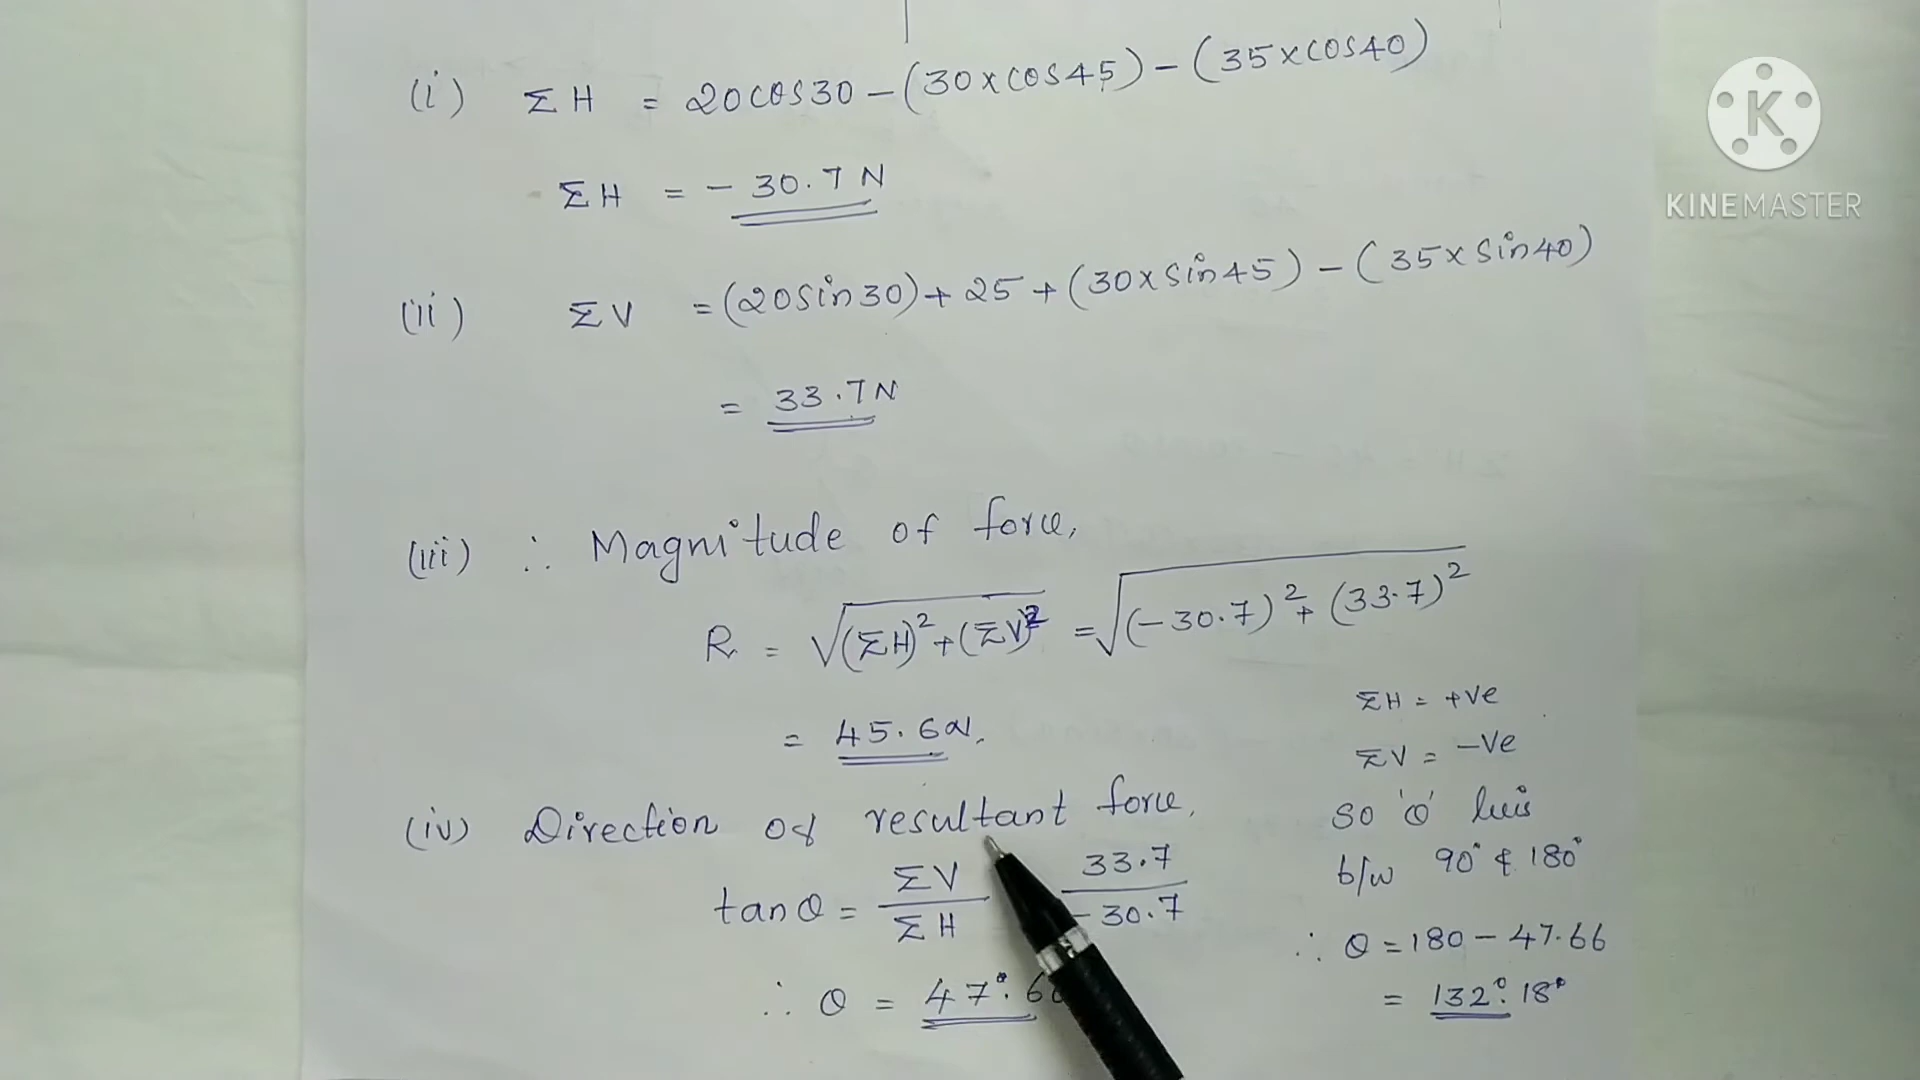 (i) ΣH = 20cos30 - (30×cos45) - (35×cos40)
K
KINEMASTER
ΣH = - 30.7 N
(ii) ΣV = (20sin30) + 25 + (30×sin45) - (35×sin40)
= 33.7N
(iii) ∴ Magnitude of force,
R = √(ΣH)² + (ΣV)² = √(-30.7)² + (33.7)²
= 45.6N.
(iv) Direction of resultant force,
tanθ = ΣV/ΣH 33.7/-30.7
∴ θ = 47°.6
ΣH = +ve
ΣV = -ve
so 'θ' lies
b/w 90° & 180°
∴ θ = 180 - 47.66
= 132°.18°